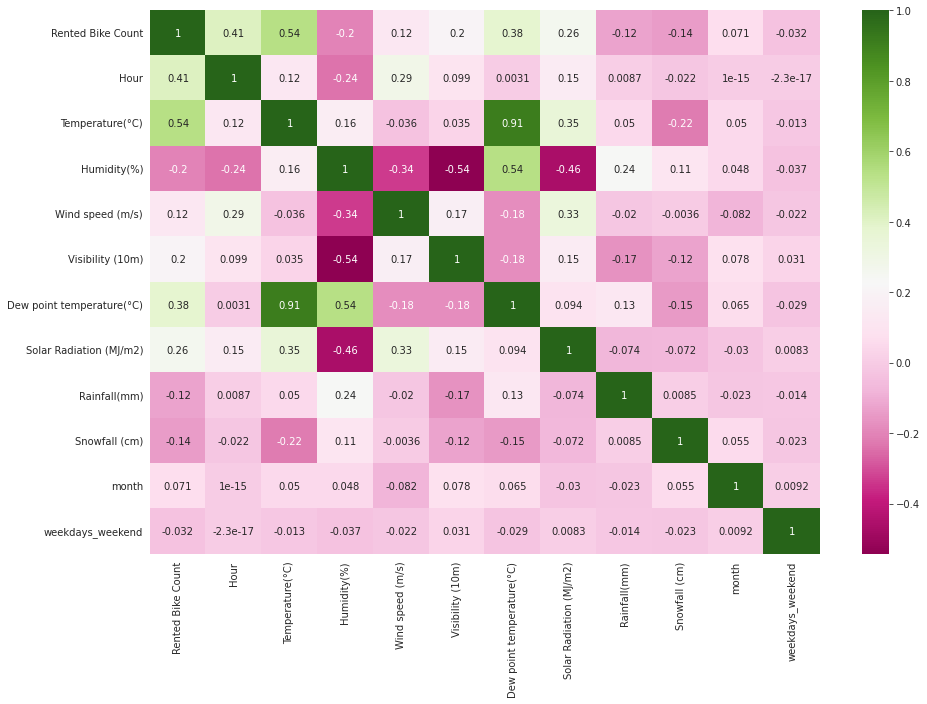 Rented Bike Count 1 0.41 0.54 -0.2 0.12 0.2 0.38 0.26 -0.12 -0.14 0.071 -0.032
Hour 0.41 1 0.12 -0.24 0.29 0.099 0.0031 0.15 0.0087 -0.022 1e-15 -2.3e-17
Temperature(°C) 0.54 0.12 1 0.16 -0.036 0.035 0.91 0.35 0.05 -0.22 0.05 -0.013
Humidity(%) -0.2 -0.24 0.16 1 -0.34 -0.54 0.54 -0.46 0.24 0.11 0.048 -0.037
Wind speed (m/s) 0.12 0.29 -0.036 -0.34 1 0.17 -0.18 0.33 -0.02 -0.0036 -0.082 -0.022
Visibility (10m) 0.2 0.099 0.035 -0.54 0.17 1 -0.18 0.15 -0.17 -0.12 0.078 0.031
Dew point temperature(°C) 0.38 0.0031 0.91 0.54 -0.18 -0.18 1 0.094 0.13 -0.15 0.065 -0.029
Solar Radiation (MJ/m2) 0.26 0.15 0.35 -0.46 0.33 0.15 0.094 1 -0.074 -0.072 -0.03 0.0083
Rainfall(mm) -0.12 0.0087 0.05 0.24 -0.02 -0.17 0.13 -0.074 1 0.0085 -0.023 -0.014
Snowfall (cm) -0.14 -0.022 -0.22 0.11 -0.0036 -0.12 -0.15 -0.072 0.0085 1 0.055 -0.023
month 0.071 1e-15 0.05 0.048 -0.082 0.078 0.065 -0.03 -0.023 0.055 1 0.0092
weekdays_weekend -0.032 -2.3e-17 -0.013 -0.037 -0.022 0.031 -0.029 0.0083 -0.014 -0.023 0.0092 1
Rented Bike Count
Hour
Temperature(°C)
Humidity(%)
Wind speed (m/s)
Visibility (10m)
Dew point temperature(°C)
Solar Radiation (MJ/m2)
Rainfall(mm)
Snowfall (cm)
month
weekdays_weekend
1.0
0.8
0.6
0.4
0.2
0.0
−0.2
−0.4